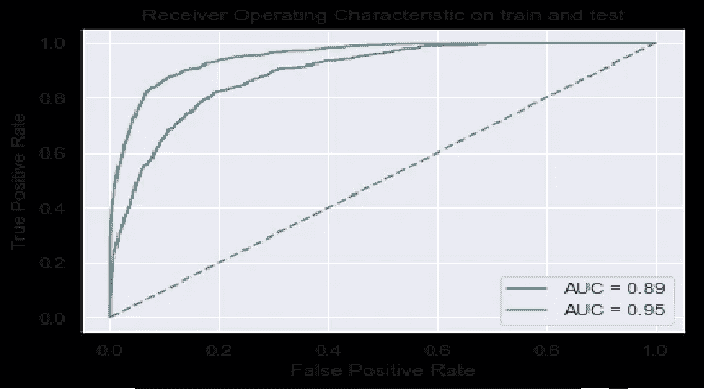 Receiver Operating Characteristic on train and test
True Positive Rate
1.0
0.8
0.6
0.4
0.2
0.0
AUC = 0.89
AUC = 0.95
0.0 0.2 0.4 0.6 0.8 1.0
False Positive Rate